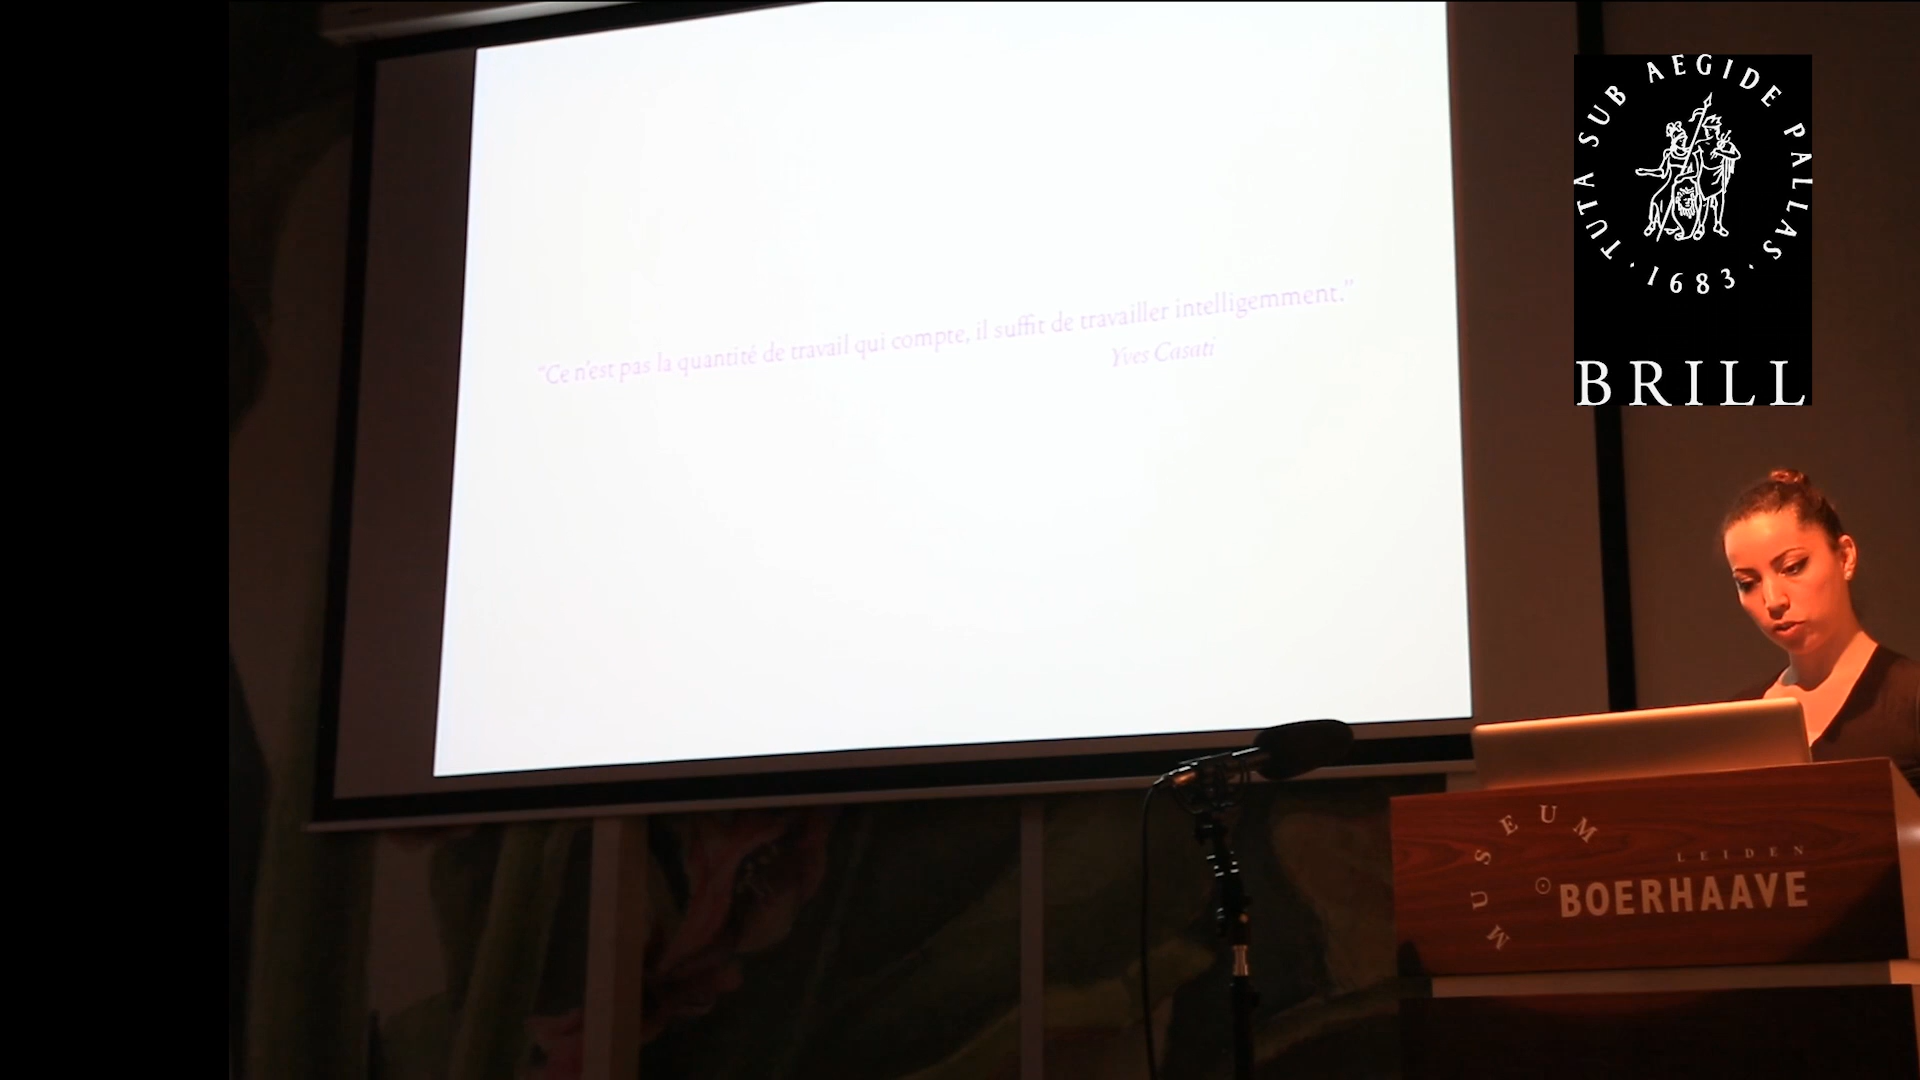 “Ce n'est pas la quantité de travail qui compte, il suffit de travailler intelligemment.”
Yves Casati
TUTA SUB AEGIDE PALLAS · 1683 ·
BRILL
MUSEUM
LEIDEN
BOERHAAVE